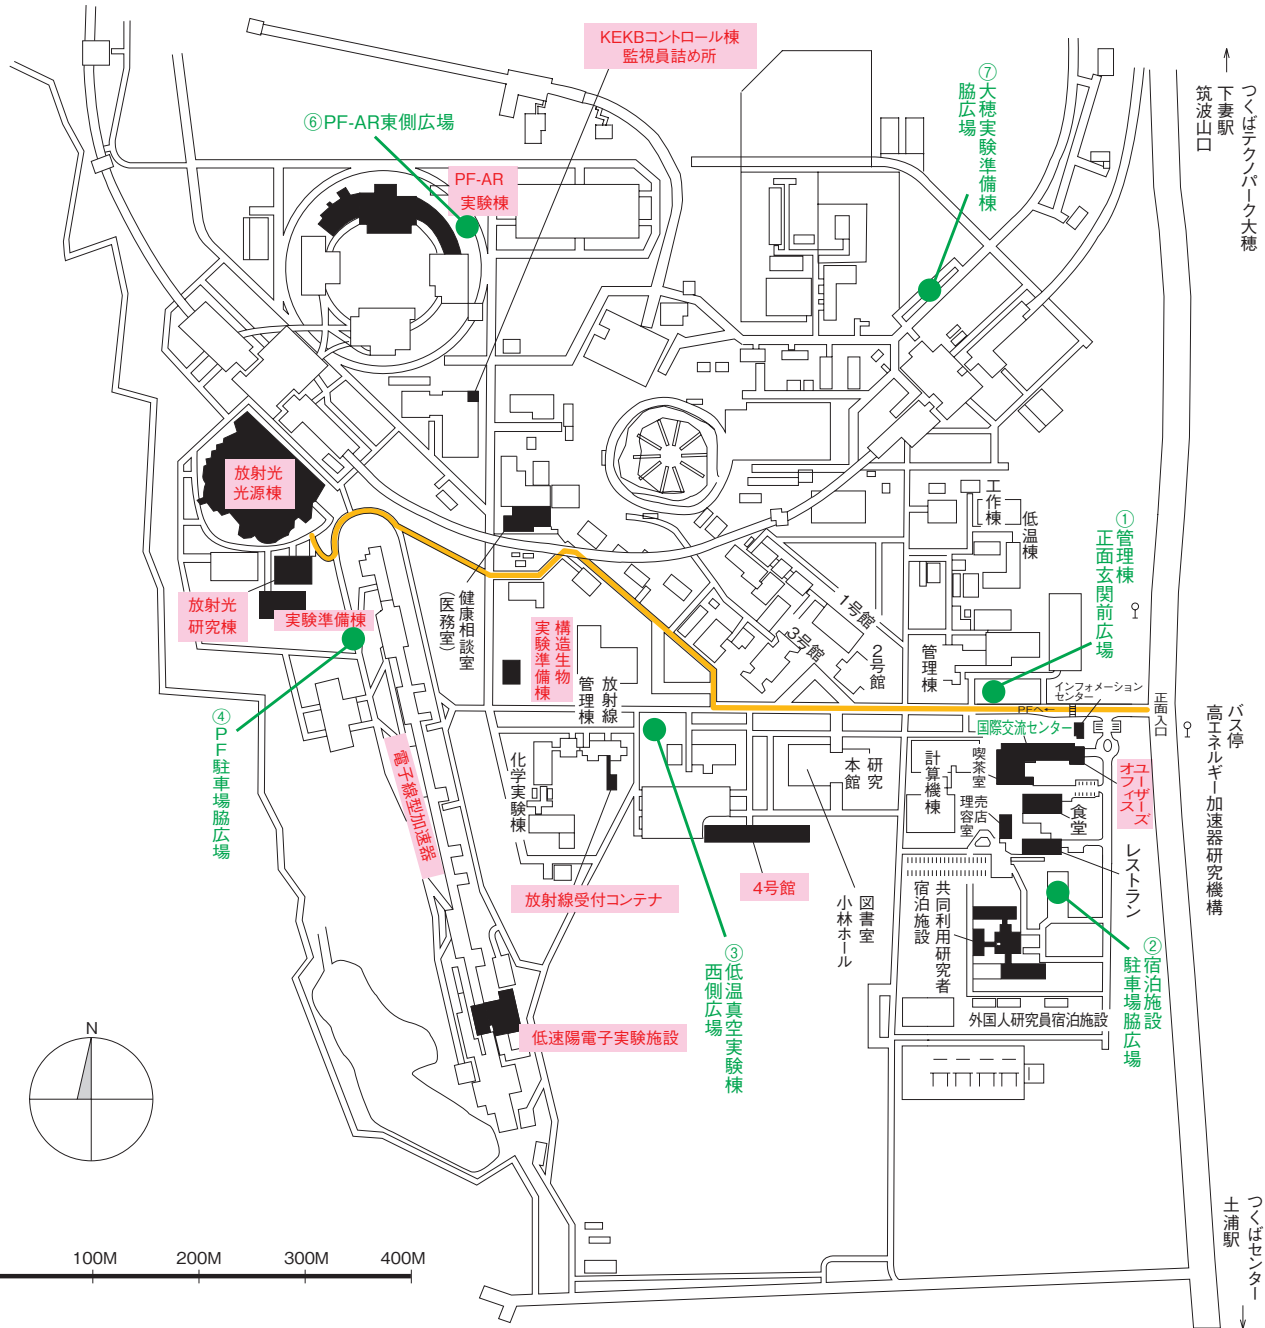 KEKBコントロール棟
監視員詰め所
⑥PF-AR東側広場
PF-AR
実験棟
⑦大穂実験準備棟
脇広場
つくばテクノパーク大穂
下妻駅
筑波山口
放射光
光源棟
放射光
研究棟
実験準備棟
健康相談室
（医務室）
構造生物
実験準備棟
放射線
管理棟
1号館
3号館
2号館
管理棟
工作棟
低温棟
①管理棟
正面玄関前広場
インフォメーション
センター
PFへ←
正面入口
バス停
高エネルギー加速器研究機構
国際交流センター
ユーザーズ
オフィス
喫茶室
売店
理容室
食堂
レストラン
計算機棟
研究
本館
図書室
小林ホール
4号館
化学実験棟
放射線受付コンテナ
電子線型加速器
④PF駐車場脇広場
③低温真空実験棟
西側広場
共同利用研究者
宿泊施設
②宿泊施設
駐車場脇広場
外国人研究員宿泊施設
低速陽電子実験施設
N
100M
200M
300M
400M
つくばセンター
土浦駅